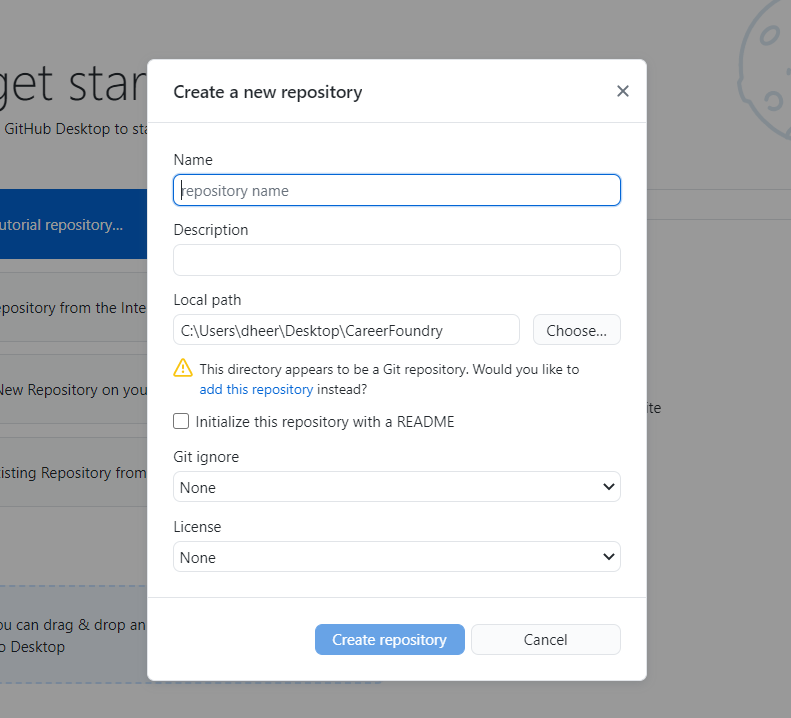 get star
GitHub Desktop to sta
Create a new repository
Name
repository name
utorial repository...
Description
epository from the Inte
Local path
C:\Users\dheer\Desktop\CareerFoundry
Choose...
This directory appears to be a Git repository. Would you like to
add this repository instead?
New Repository on you
ite
Initialize this repository with a README
Git ignore
isting Repository from
None
License
None
ou can drag & drop an
o Desktop
Create repository
Cancel